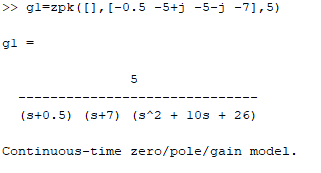 >> g1=zpk([],[-0.5 -5+j -5-j -7],5)
g1 =
5
------------------------------
(s+0.5) (s+7) (s^2 + 10s + 26)
Continuous-time zero/pole/gain model.